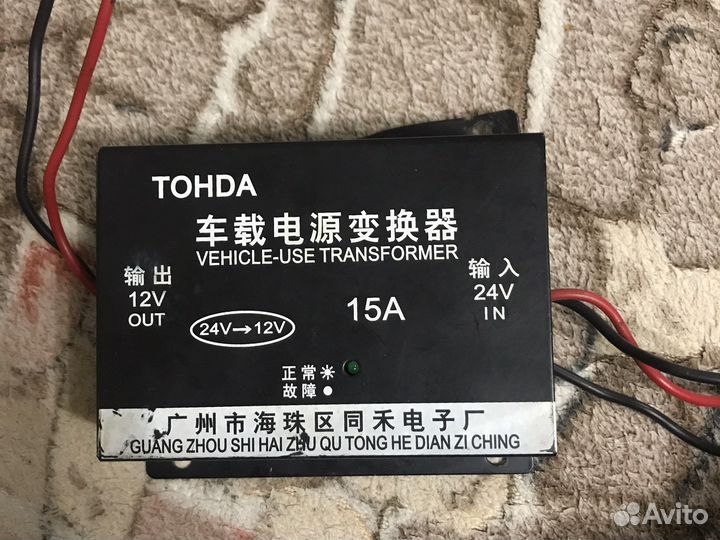 TOHDA
车载电源变换器
VEHICLE-USE TRANSFORMER
输出
12V
OUT
24V→12V
15A
输入
24V
IN
正常☀
故障●
广州市海珠区同禾电子厂
GUANG ZHOU SHI HAI ZHU QU TONG HE DIAN ZI CHING
Avito